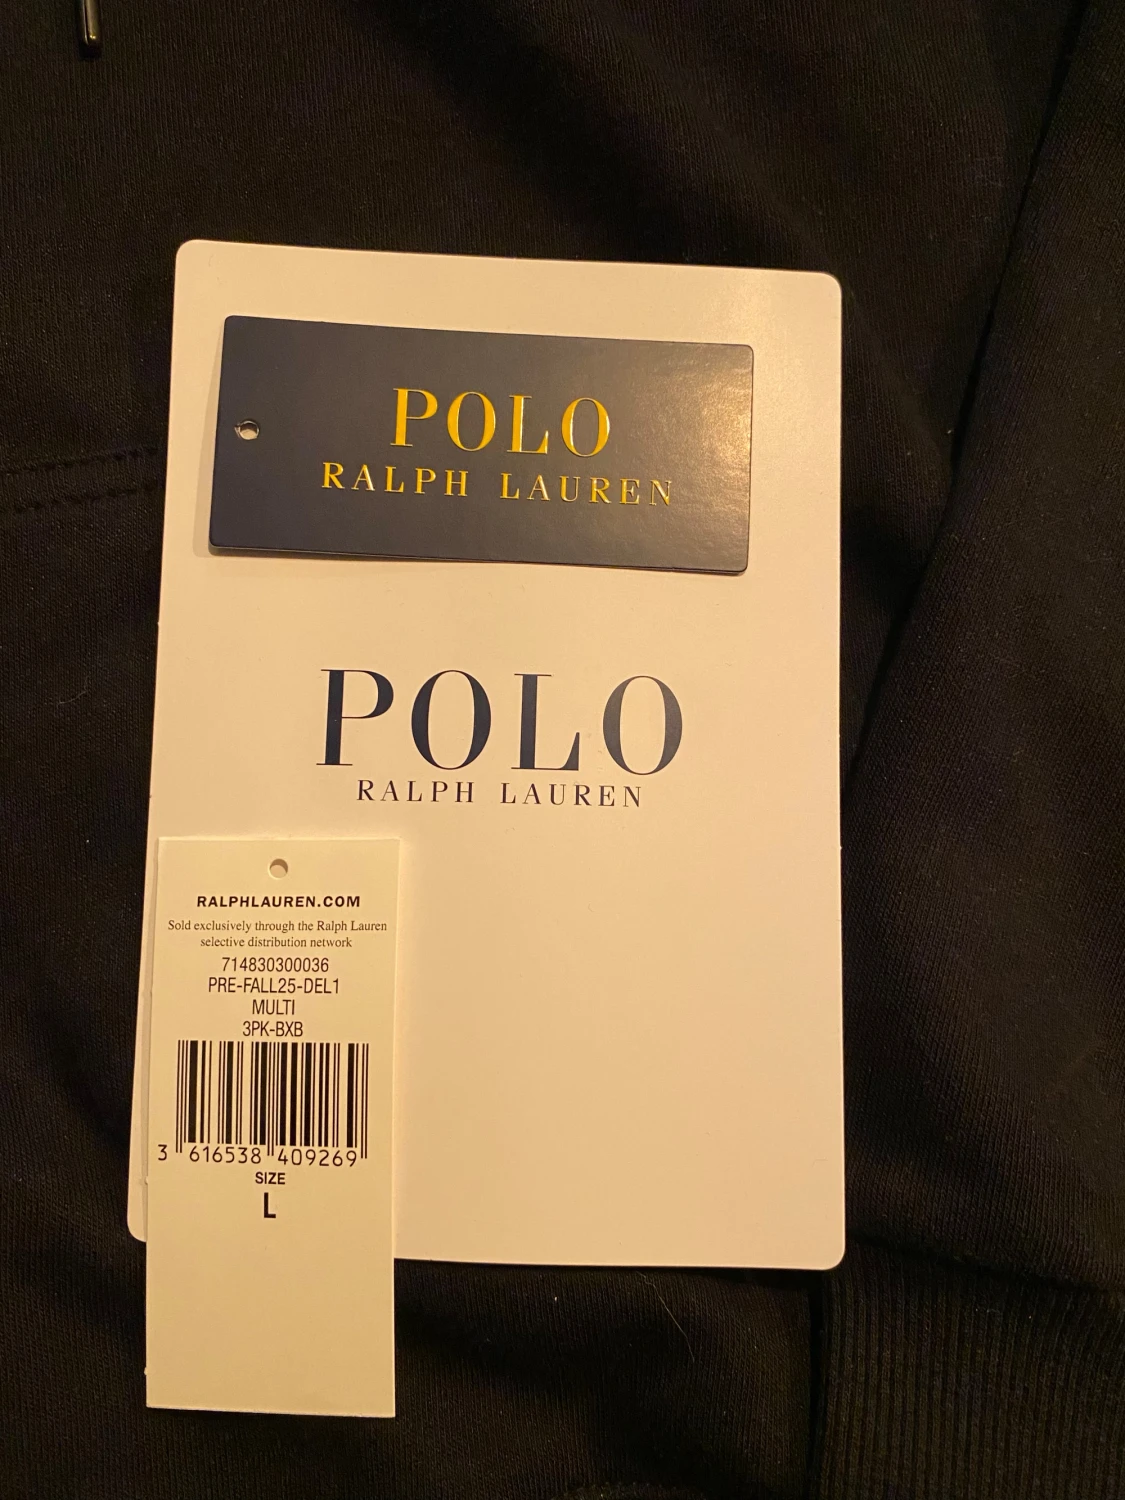 POLO
RALPH LAUREN
POLO
RALPH LAUREN
RALPHLAUREN.COM
Sold exclusively through the Ralph Lauren
selective distribution network
714830300036
PRE-FALL25-DEL1
MULTI
3PK-BXB
3 616538 409269
SIZE
L